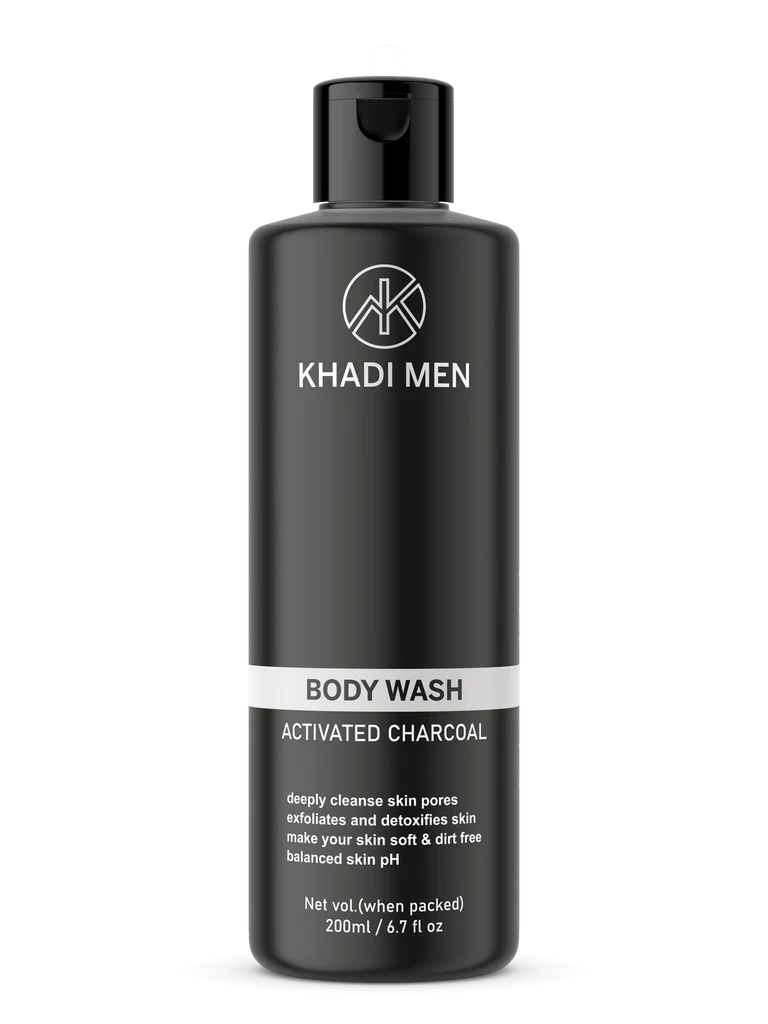 KHADI MEN
BODY WASH
ACTIVATED CHARCOAL
deeply cleanse skin pores
exfoliates and detoxifies skin
make your skin soft & dirt free
balanced skin pH
Net vol.(when packed)
200ml / 6.7 fl oz